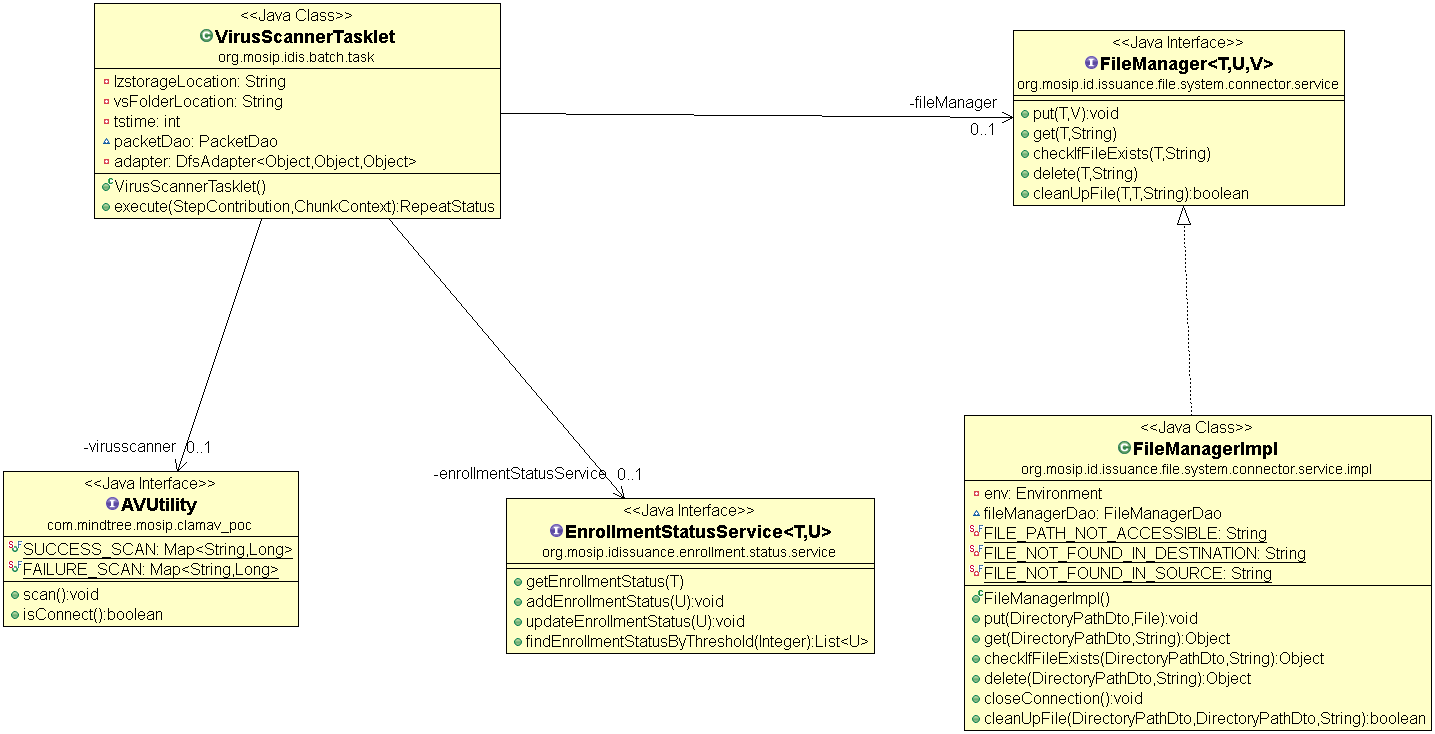 <<Java Class>>
VirusScannerTasklet
org.mosip.idis.batch.task
lzstorageLocation: String
vsFolderLocation: String
tstime: int
packetDao: PacketDao
adapter: DfsAdapter<Object,Object,Object>
VirusScannerTasklet()
execute(StepContribution,ChunkContext):RepeatStatus
-fileManager
0..1
<<Java Interface>>
FileManager<T,U,V>
org.mosip.id.issuance.file.system.connector.service
put(T,V):void
get(T,String)
checkIfFileExists(T,String)
delete(T,String)
cleanUpFile(T,T,String):boolean
-virusscanner 0..1
<<Java Interface>>
AVUtility
com.mindtree.mosip.clamav_poc
SUCCESS_SCAN: Map<String,Long>
FAILURE_SCAN: Map<String,Long>
scan():void
isConnect():boolean
-enrollmentStatusService 0..1
<<Java Interface>>
EnrollmentStatusService<T,U>
org.mosip.idissuance.enrollment.status.service
getEnrollmentStatus(T)
addEnrollmentStatus(U):void
updateEnrollmentStatus(U):void
findEnrollmentStatusByThreshold(Integer):List<U>
<<Java Class>>
FileManagerImpl
org.mosip.id.issuance.file.system.connector.service.impl
env: Environment
fileManagerDao: FileManagerDao
FILE_PATH_NOT_ACCESSIBLE: String
FILE_NOT_FOUND_IN_DESTINATION: String
FILE_NOT_FOUND_IN_SOURCE: String
FileManagerImpl()
put(DirectoryPathDto,File):void
get(DirectoryPathDto,String):Object
checkIfFileExists(DirectoryPathDto,String):Object
delete(DirectoryPathDto,String):Object
closeConnection():void
cleanUpFile(DirectoryPathDto,DirectoryPathDto,String):boolean